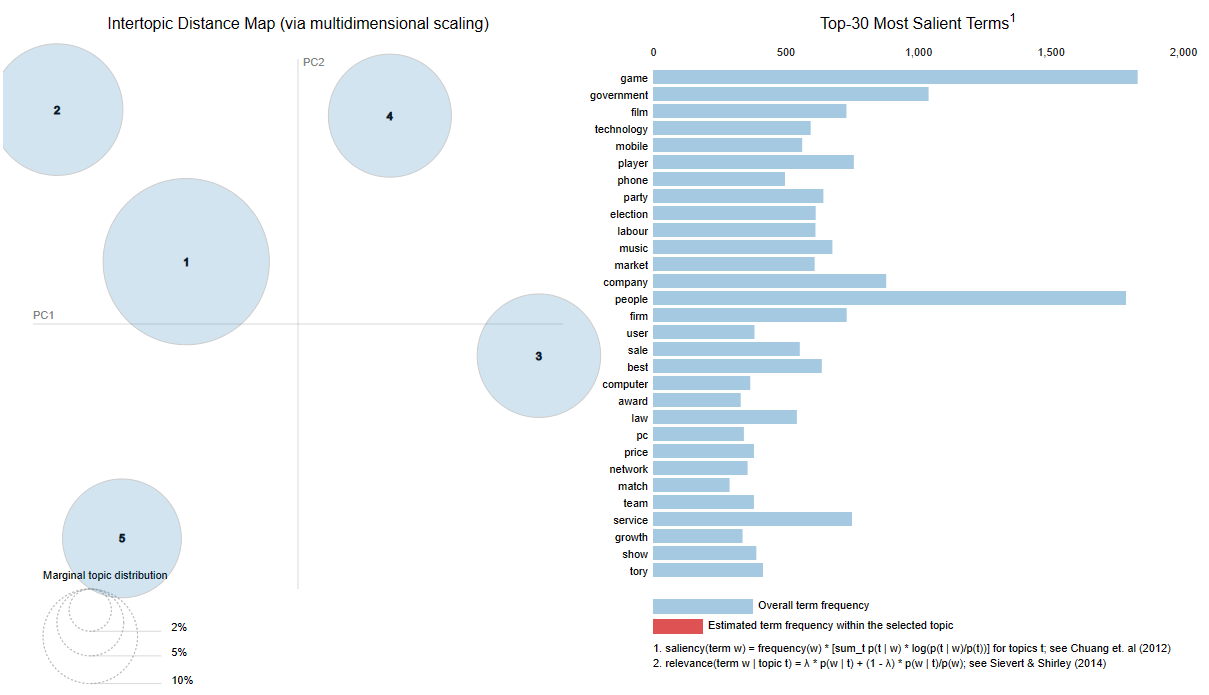 Intertopic Distance Map (via multidimensional scaling)
PC2
PC1
2
4
1
3
5
Marginal topic distribution
2%
5%
10%
Top-30 Most Salient Terms1
0 500 1,000 1,500 2,000
game
government
film
technology
mobile
player
phone
party
election
labour
music
market
company
people
firm
user
sale
best
computer
award
law
pc
price
network
match
team
service
growth
show
tory
Overall term frequency
Estimated term frequency within the selected topic
1. saliency(term w) = frequency(w) * [sum_t p(t | w) * log(p(t | w)/p(t))] for topics t; see Chuang et. al (2012)
2. relevance(term w | topic t) = λ * p(w | t) + (1 - λ) * p(w | t)/p(w); see Sievert & Shirley (2014)